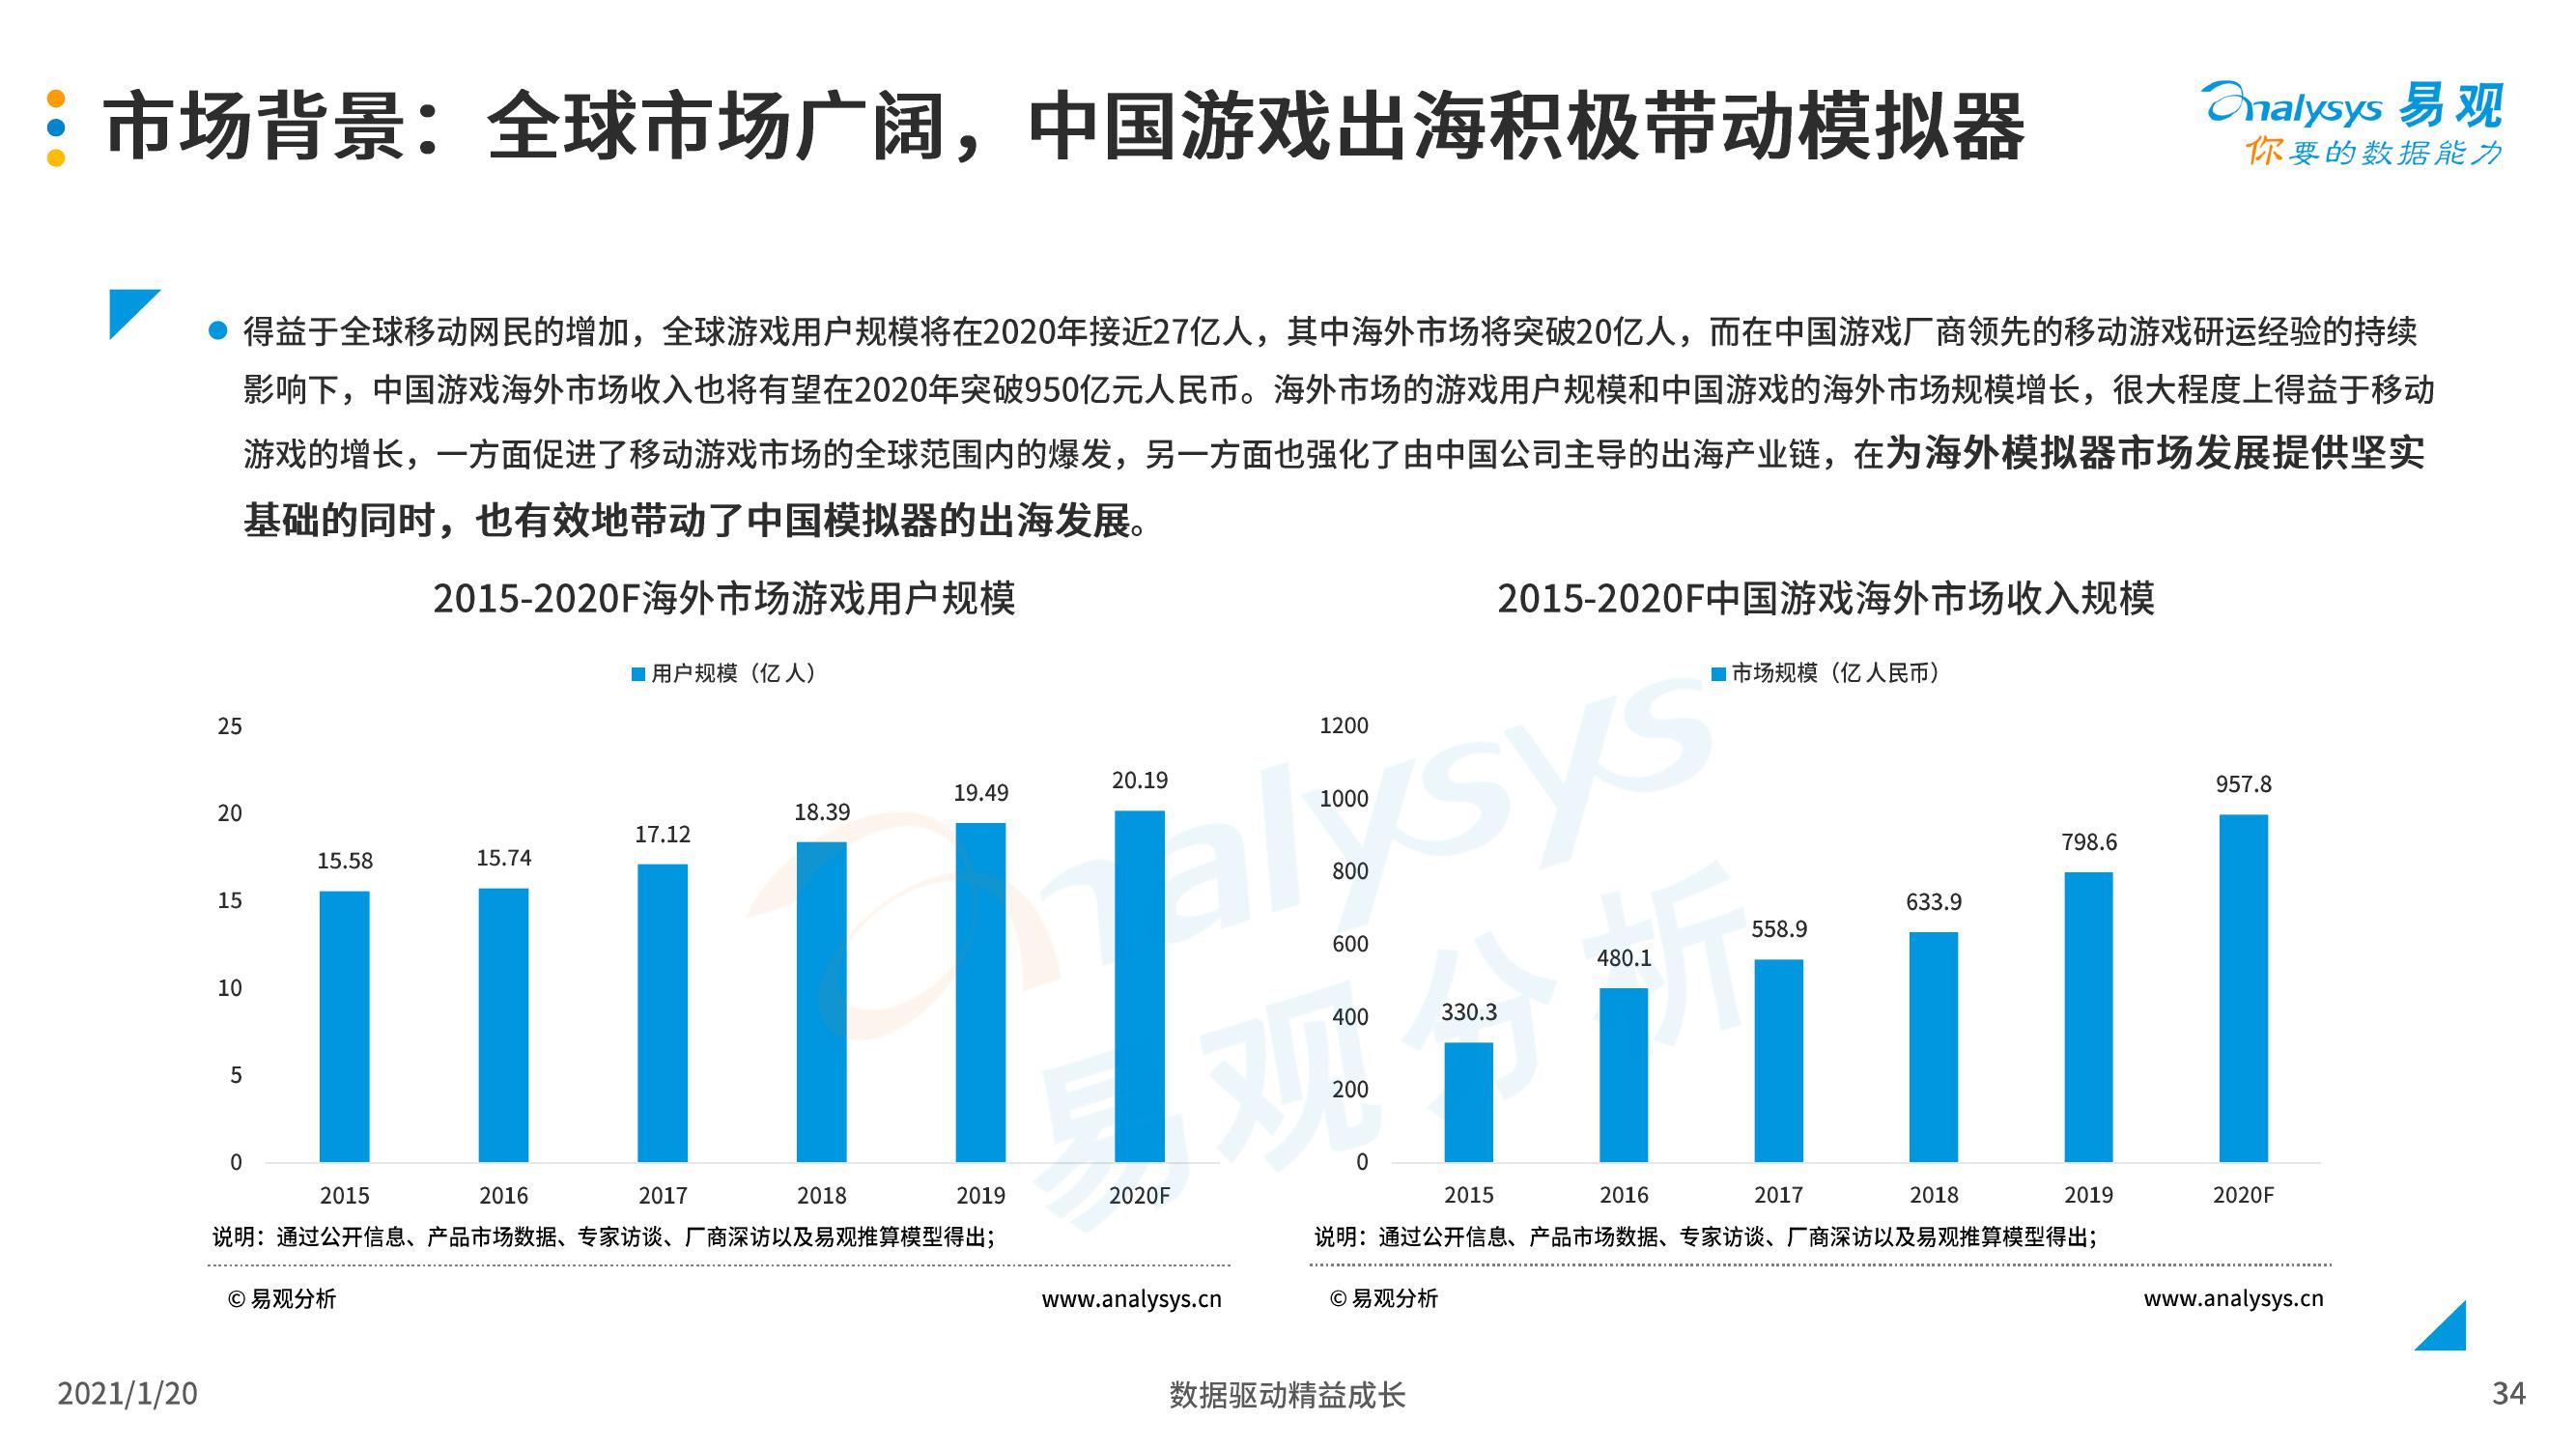 市场背景：全球市场广阔，中国游戏出海积极带动模拟器
analysys 易观
你要的数据能力
得益于全球移动网民的增加，全球游戏用户规模将在2020年接近27亿人，其中海外市场将突破20亿人，而在中国游戏厂商领先的移动游戏研运经验的持续
影响下，中国游戏海外市场收入也将有望在2020年突破950亿元人民币。海外市场的游戏用户规模和中国游戏的海外市场规模增长，很大程度上得益于移动
游戏的增长，一方面促进了移动游戏市场的全球范围内的爆发，另一方面也强化了由中国公司主导的出海产业链，在为海外模拟器市场发展提供坚实
基础的同时，也有效地带动了中国模拟器的出海发展。
2015-2020F海外市场游戏用户规模
用户规模（亿人）
25
20
15
10
5
0
15.58
15.74
17.12
18.39
19.49
20.19
2015
2016
2017
2018
2019
2020F
说明：通过公开信息、产品市场数据、专家访谈、厂商深访以及易观推算模型得出；
© 易观分析
www.analysys.cn
2015-2020F中国游戏海外市场收入规模
市场规模（亿人民币）
1200
1000
800
600
400
200
0
330.3
480.1
558.9
633.9
798.6
957.8
2015
2016
2017
2018
2019
2020F
说明：通过公开信息、产品市场数据、专家访谈、厂商深访以及易观推算模型得出；
© 易观分析
www.analysys.cn
analysys
易观分析
2021/1/20
数据驱动精益成长
34